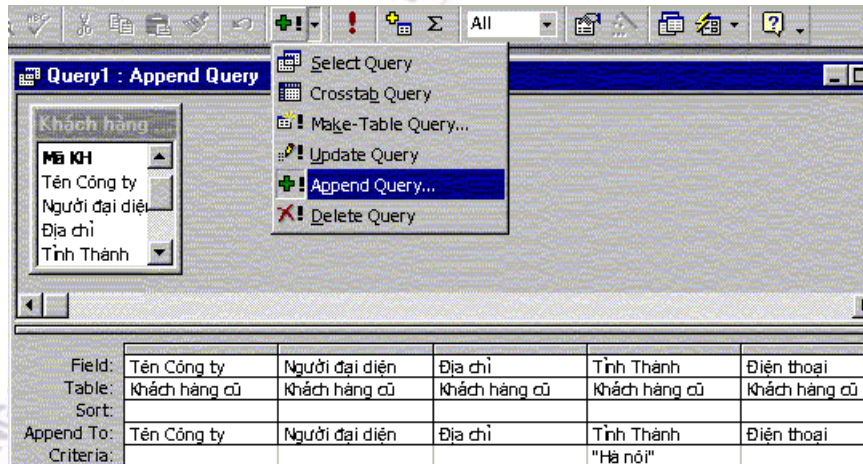 All
Query1 : Append Query
Select Query
Crosstab Query
Make-Table Query...
Update Query
Append Query...
Delete Query
Khách hàng ...
Mã KH
Tên Công ty
Người đại diện
Địa chỉ
Tỉnh Thành
Field: Tên Công ty Người đại diện Địa chỉ Tỉnh Thành Điện thoại
Table: Khách hàng cũ Khách hàng cũ Khách hàng cũ Khách hàng cũ Khách hàng cũ
Sort:
Append To: Tên Công ty Người đại diện Địa chỉ Tỉnh Thành Điện thoại
Criteria: "Hà nội"